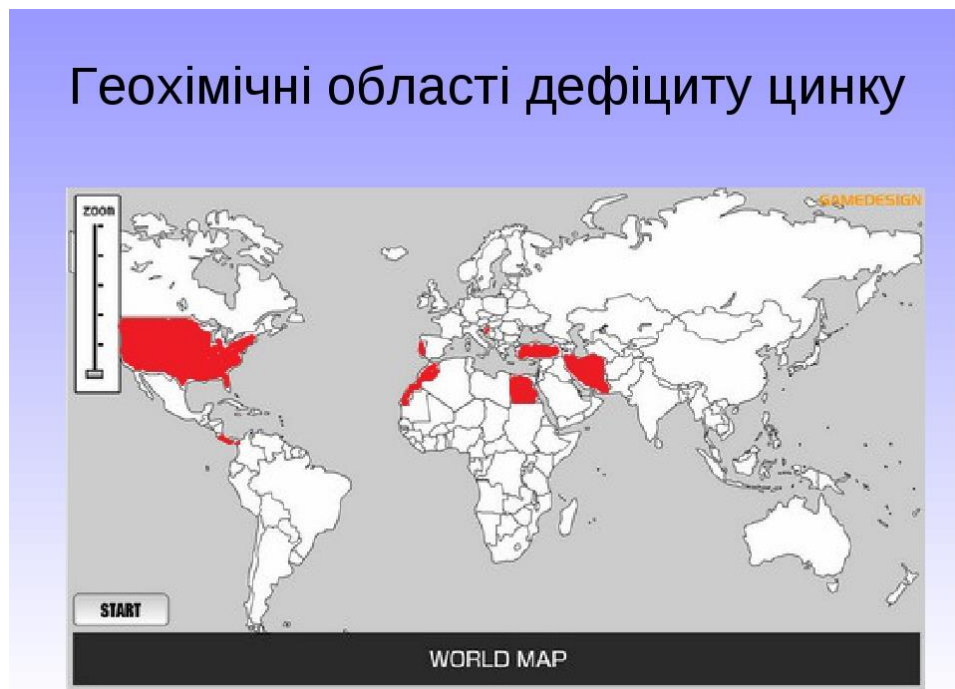 Геохімічні області дефіциту цинку
ZOOM
GAMEDESIGN
START
WORLD MAP